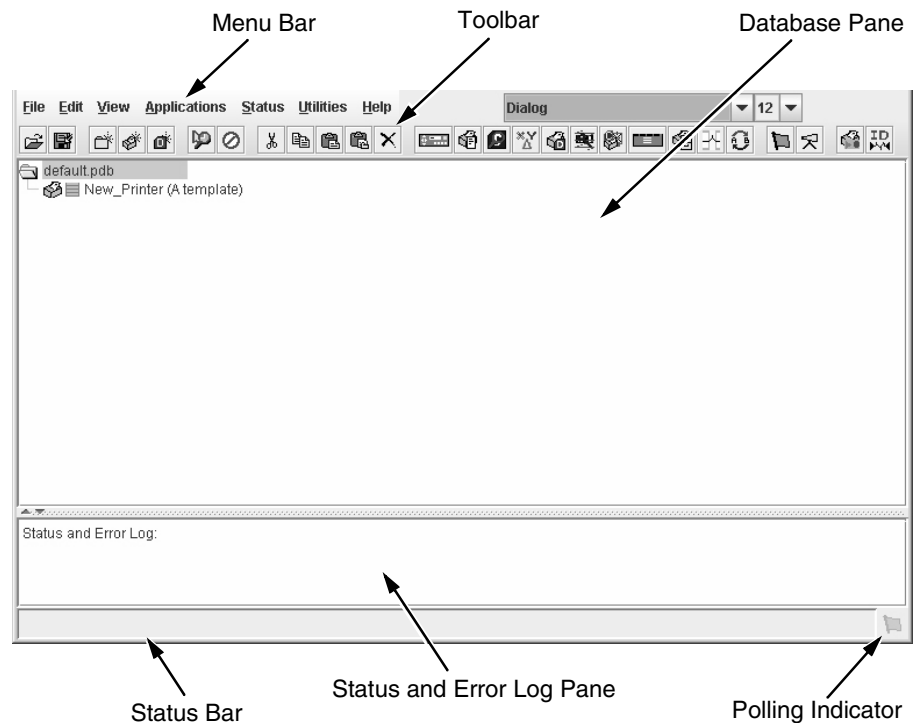 Menu Bar Toolbar Database Pane
File Edit View Applications Status Utilities Help Dialog 12
ID
default.pdb
New_Printer (A template)
Status and Error Log:
Status and Error Log Pane
Status Bar Polling Indicator